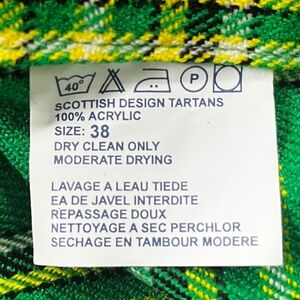 40° P
SCOTTISH DESIGN TARTANS
100% ACRYLIC
SIZE: 38
DRY CLEAN ONLY
MODERATE DRYING
LAVAGE A LEAU TIEDE
EA DE JAVEL INTERDITE
REPASSAGE DOUX
NETTOYAGE A SEC PERCHLOR
SECHAGE EN TAMBOUR MODERE